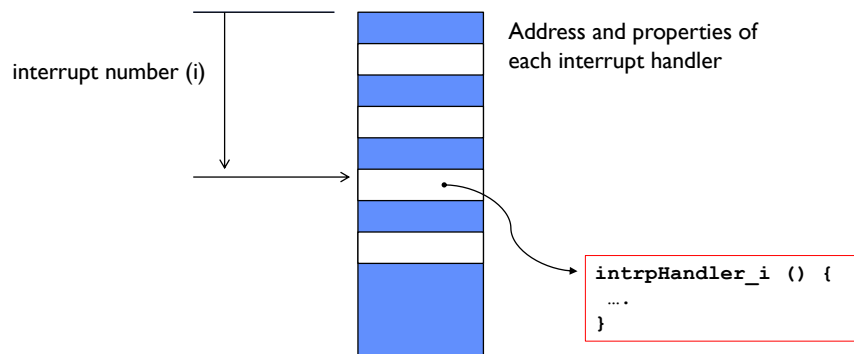 Address and properties of
each interrupt handler
interrupt number (i)
intrpHandler_i () {
….
}